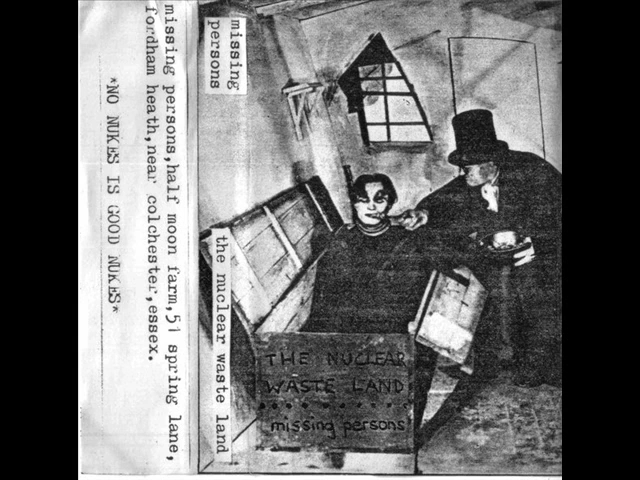 missing persons,half moon farm,51 spring lane,
fordham heath,near colchester,essex.
*NO NUKES IS GOOD NUKES*
missing
persons
the nuclear waste land
THE NUCLEAR
WASTE LAND
missing persons